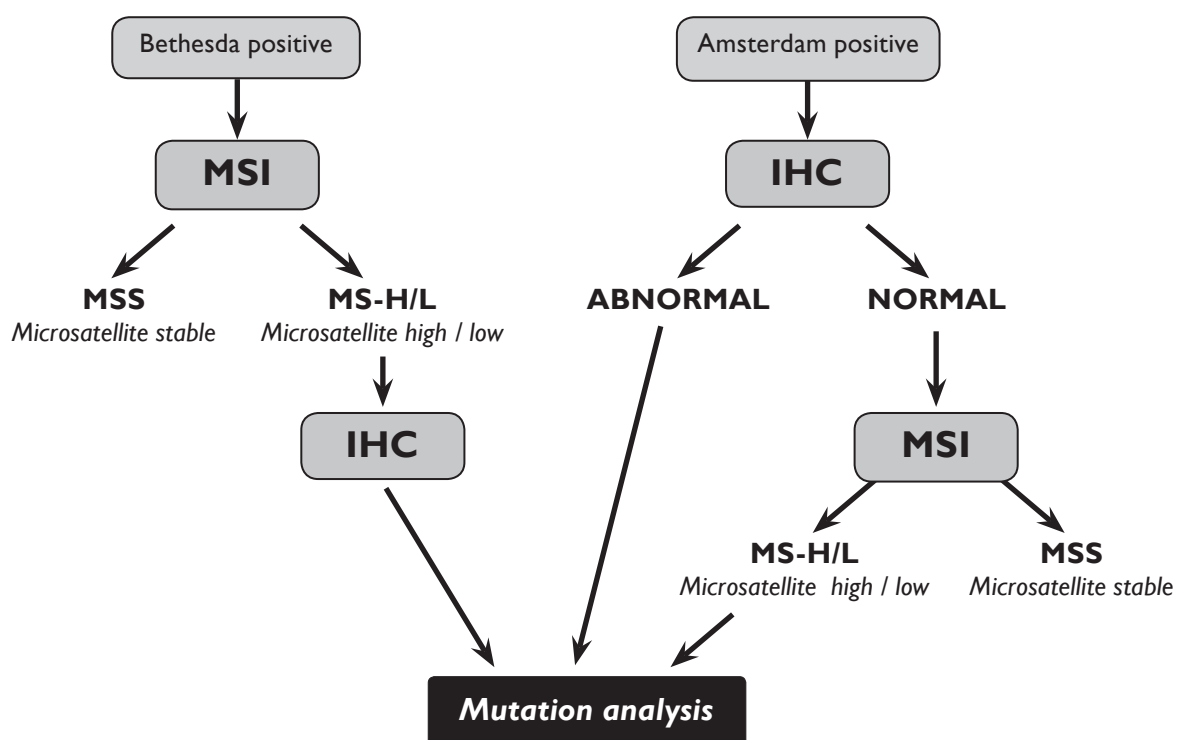 Bethesda positive
Amsterdam positive
MSI
IHC
MSS
Microsatellite stable
MS-H/L
Microsatellite high / low
ABNORMAL
NORMAL
IHC
MSI
MS-H/L
Microsatellite high / low
MSS
Microsatellite stable
Mutation analysis